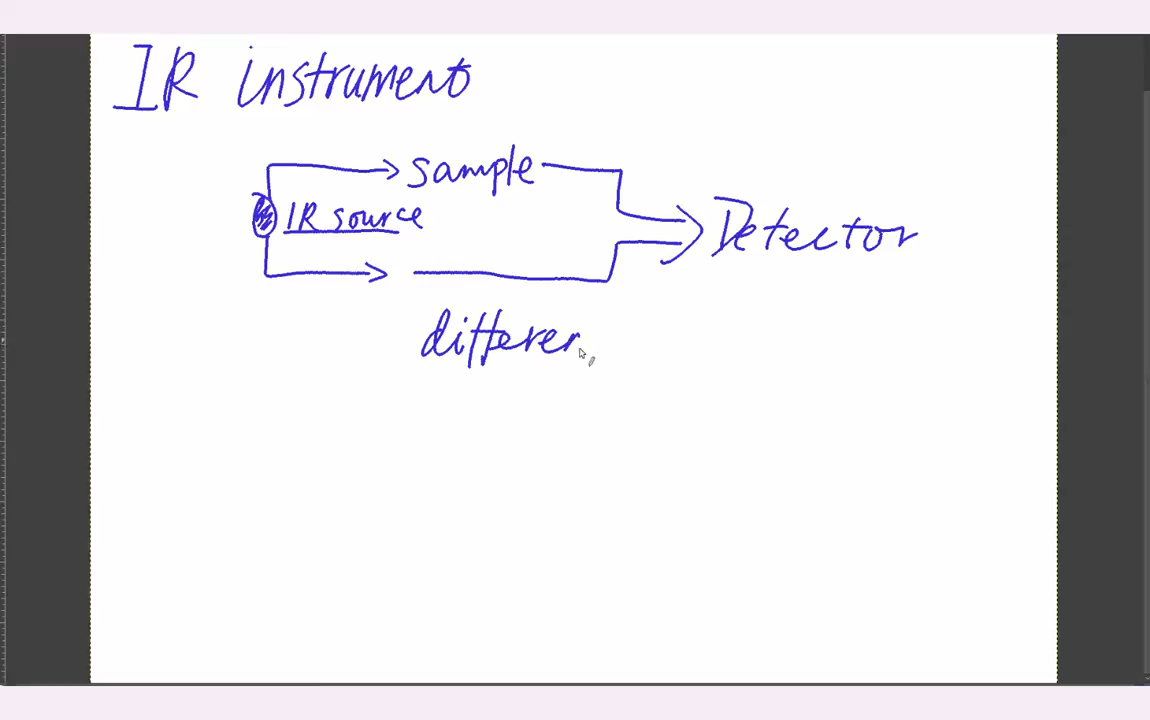 IR instrument
sample
IR source
Detector
differer